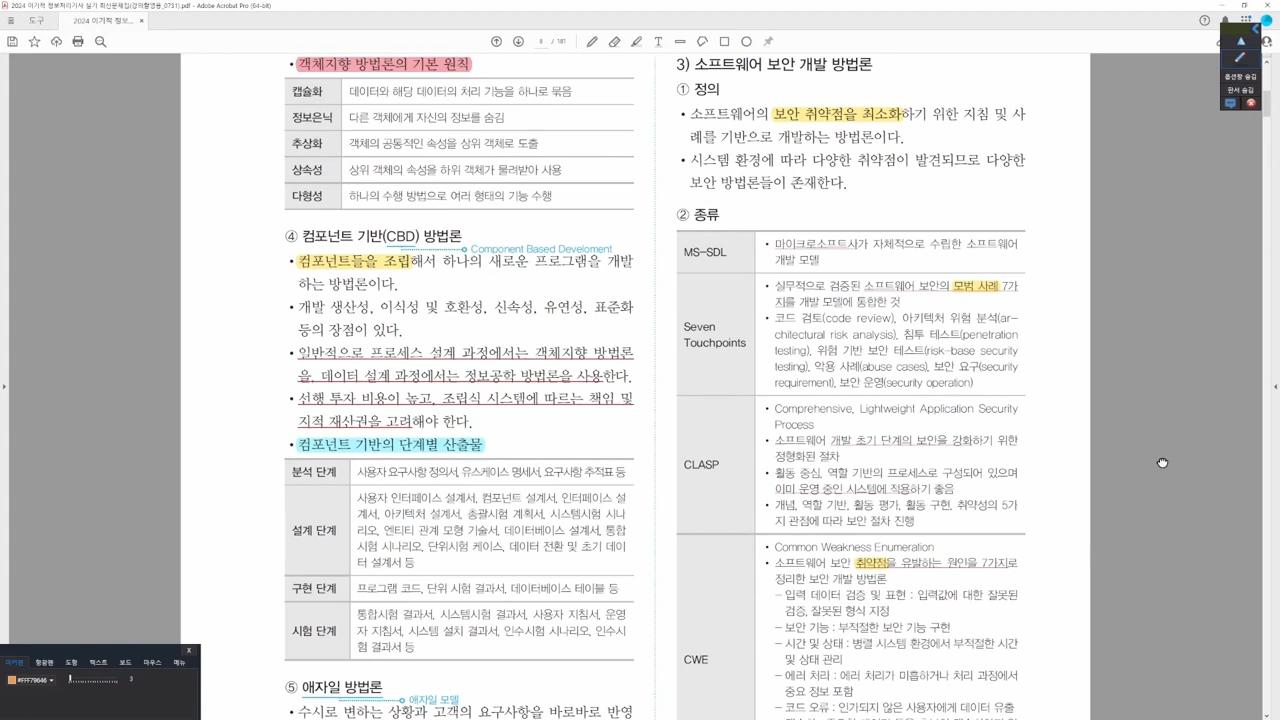 2024 이기적 정보처리기사 실기 최신문제집(강의촬영용_0731).pdf - Adobe Acrobat Pro (64-bit)
홈
도구
2024 이기적 정보...
객체지향 방법론의 기본 원칙
캡슐화 데이터와 해당 데이터의 처리 기능을 하나로 묶음
정보은닉 다른 객체에게 자신의 정보를 숨김
추상화 객체의 공통적인 속성을 상위 객체로 도출
상속성 상위 객체의 속성을 하위 객체가 물려받아 사용
다형성 하나의 수행 방법으로 여러 형태의 기능 수행
④ 컴포넌트 기반(CBD) 방법론
Component Based Develoment
• 컴포넌트들을 조립해서 하나의 새로운 프로그램을 개발
하는 방법론이다.
• 개발 생산성, 이식성 및 호환성, 신속성, 유연성, 표준화
등의 장점이 있다.
• 일반적으로 프로세스 설계 과정에서는 객체지향 방법론
을, 데이터 설계 과정에서는 정보공학 방법론을 사용한다.
• 선행 투자 비용이 높고, 조립식 시스템에 따르는 책임 및
지적 재산권을 고려해야 한다.
• 컴포넌트 기반의 단계별 산출물
분석 단계 사용자 요구사항 정의서, 유스케이스 명세서, 요구사항 추적표 등
설계 단계
사용자 인터페이스 설계서, 컴포넌트 설계서, 인터페이스 설
계서, 아키텍처 설계서, 총괄시험 계획서, 시스템시험 시나
리오, 엔티티 관계 모형 기술서, 데이터베이스 설계서, 통합
시험 시나리오, 단위시험 케이스, 데이터 전환 및 초기 데이
터 설계서 등
구현 단계 프로그램 코드, 단위 시험 결과서, 데이터베이스 테이블 등
시험 단계
통합시험 결과서, 시스템시험 결과서, 사용자 지침서, 운영
자 지침서, 시스템 설치 결과서, 인수시험 시나리오, 인수시
험 결과서 등
⑤ 애자일 방법론
애자일 모델
• 수시로 변하는 상황과 고객의 요구사항을 바로바로 반영
3) 소프트웨어 보안 개발 방법론
① 정의
• 소프트웨어의 보안 취약점을 최소화하기 위한 지침 및 사
례를 기반으로 개발하는 방법론이다.
• 시스템 환경에 따라 다양한 취약점이 발견되므로 다양한
보안 방법론들이 존재한다.
② 종류
MS-SDL
• 마이크로소프트사가 자체적으로 수립한 소프트웨어
개발 모델
Seven
Touchpoints
• 실무적으로 검증된 소프트웨어 보안의 모범 사례 7가
지를 개발 모델에 통합한 것
• 코드 검토(code review), 아키텍처 위험 분석(ar-
chitectural risk analysis), 침투 테스트(penetration
testing), 위험 기반 보안 테스트(risk-base security
testing), 악용 사례(abuse cases), 보안 요구(security
requirement), 보안 운영(security operation)
CLASP
• Comprehensive, Lightweight Application Security
Process
• 소프트웨어 개발 초기 단계의 보안을 강화하기 위한
정형화된 절차
• 활동 중심, 역할 기반의 프로세스로 구성되어 있으며
이미 운영 중인 시스템에 적용하기 좋음
• 개념, 역할 기반, 활동 평가, 활동 구현, 취약성의 5가
지 관점에 따라 보안 절차 진행
CWE
• Common Weakness Enumeration
• 소프트웨어 보안 취약점을 유발하는 원인을 7가지로
정리한 보안 개발 방법론
– 입력 데이터 검증 및 표현 : 입력값에 대한 잘못된
검증, 잘못된 형식 지정
– 보안 기능 : 부적절한 보안 기능 구현
– 시간 및 상태 : 병렬 시스템 환경에서 부적절한 시간
및 상태 관리
– 에러 처리 : 에러 처리가 미흡하거나 처리 과정에서
중요 정보 포함
– 코드 오류 : 인가되지 않은 사용자에게 데이터 유출
옵션창 숨김
판서 숨김
형광펜 도형 텍스트 보드 마우스 메뉴
#FFF79646
3